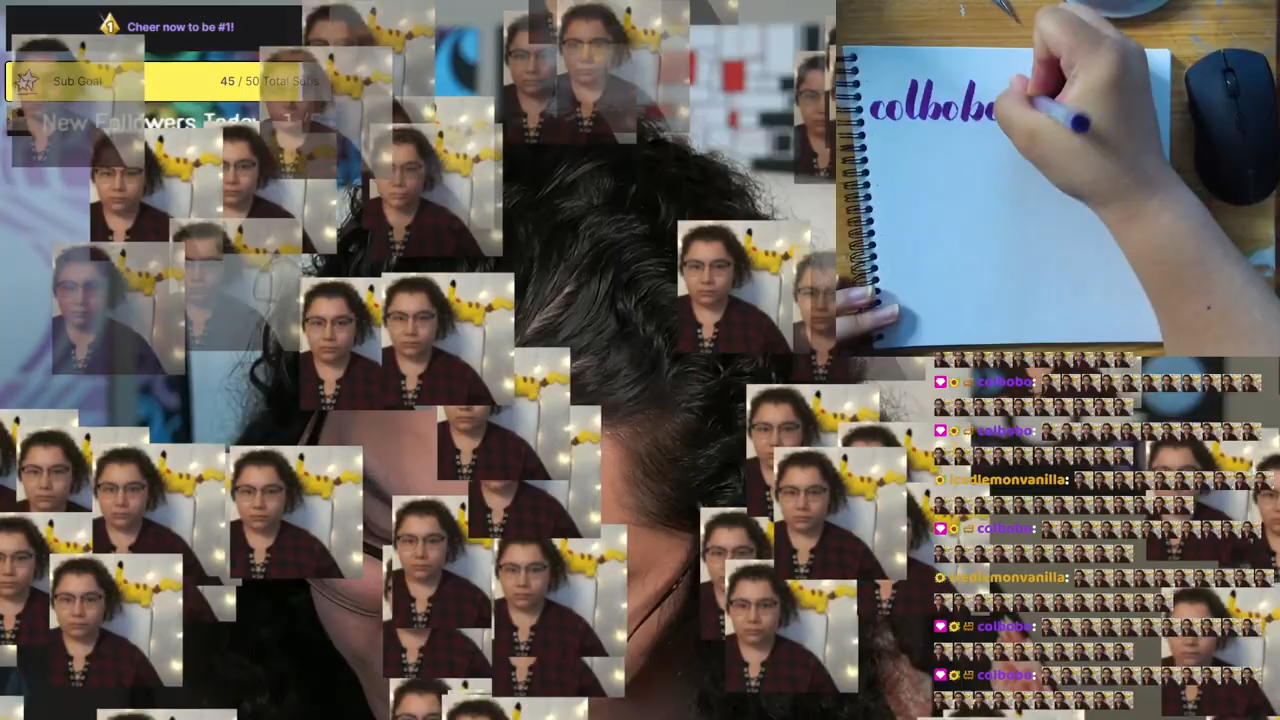 Cheer now to be #1!
Sub Goal 45 / 50 Total Subs
New Followers Today
colbobo
colbobo:
colbobo:
icedlemonvanilla:
colbobo:
icedlemonvanilla:
colbobo:
colbobo: